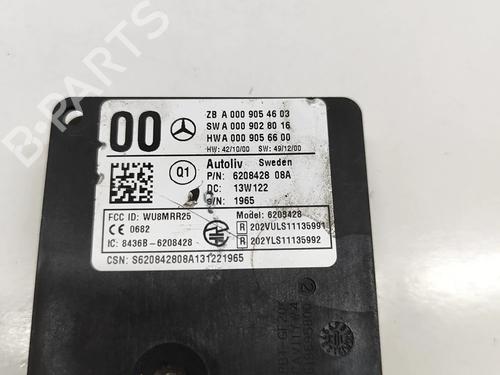 B-Parts
00
ZB A 000 905 46 03
SW A 000 902 80 16
HW A 000 905 66 00
HW: 42/10/00 SW: 49/12/00
Q1
Autoliv Sweden
P/N: 6208428 08A
DC: 13W122
S/N: 1965
FCC ID: WU8MRR25
Model: 6208428
CE 0682
R 202VULS11135991
IC: 8436B-6208428
R 202YLS11135992
CSN: S620842808A131221965